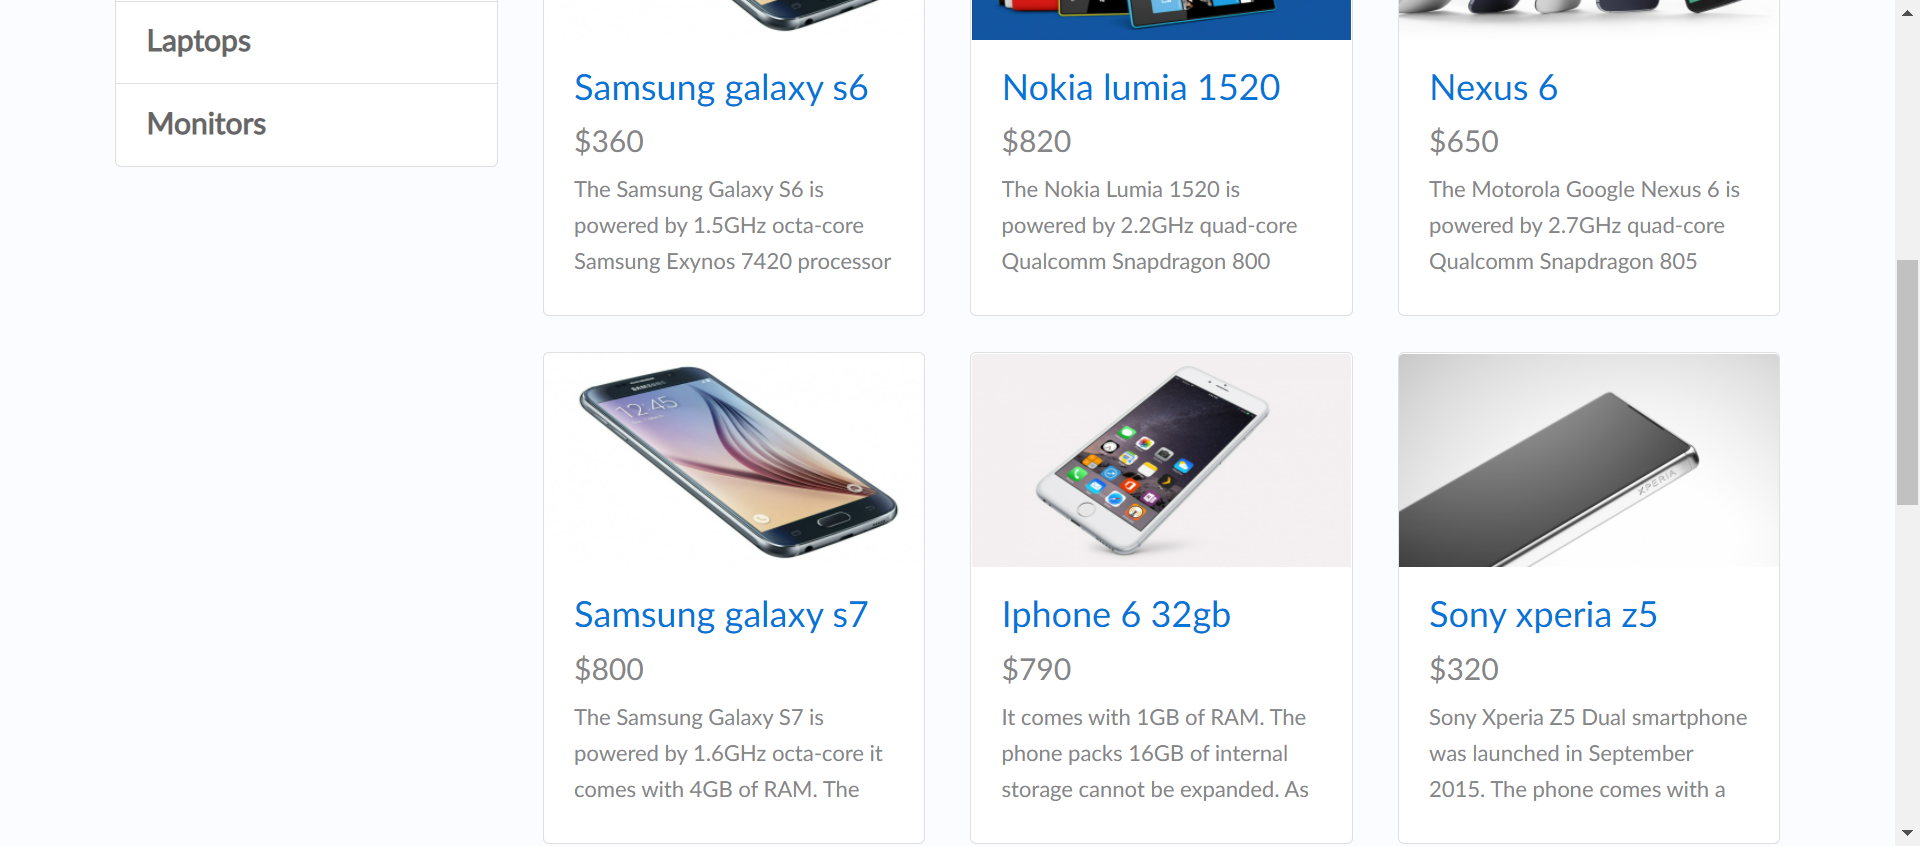 Laptops
Monitors
Samsung galaxy s6
$360
The Samsung Galaxy S6 is
powered by 1.5GHz octa-core
Samsung Exynos 7420 processor
Nokia lumia 1520
$820
The Nokia Lumia 1520 is
powered by 2.2GHz quad-core
Qualcomm Snapdragon 800
Nexus 6
$650
The Motorola Google Nexus 6 is
powered by 2.7GHz quad-core
Qualcomm Snapdragon 805
SAMSUNG
12:45
Samsung galaxy s7
$800
The Samsung Galaxy S7 is
powered by 1.6GHz octa-core it
comes with 4GB of RAM. The
Iphone 6 32gb
$790
It comes with 1GB of RAM. The
phone packs 16GB of internal
storage cannot be expanded. As
XPERIA
Sony xperia z5
$320
Sony Xperia Z5 Dual smartphone
was launched in September
2015. The phone comes with a